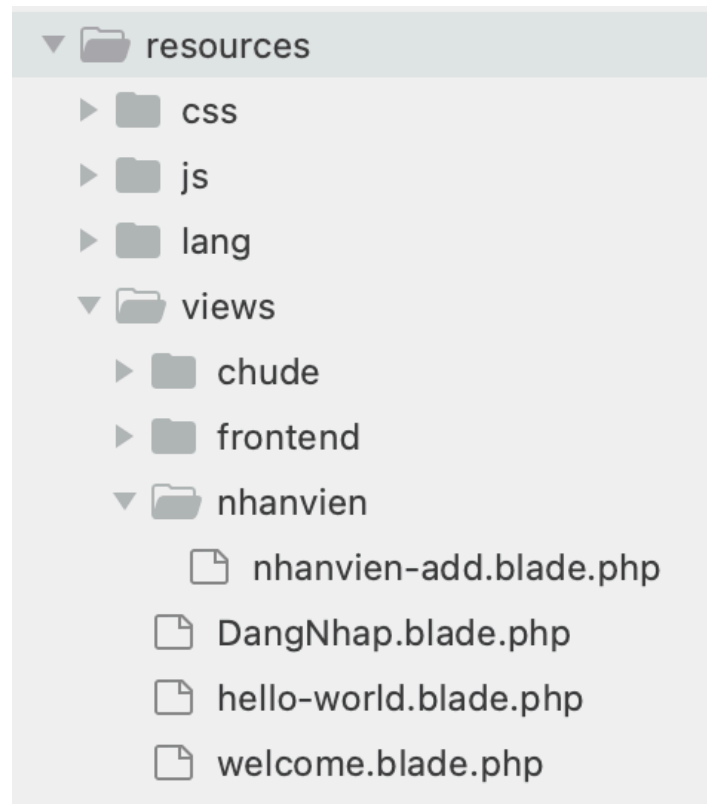 resources
css
js
lang
views
chude
frontend
nhanvien
nhanvien-add.blade.php
DangNhap.blade.php
hello-world.blade.php
welcome.blade.php